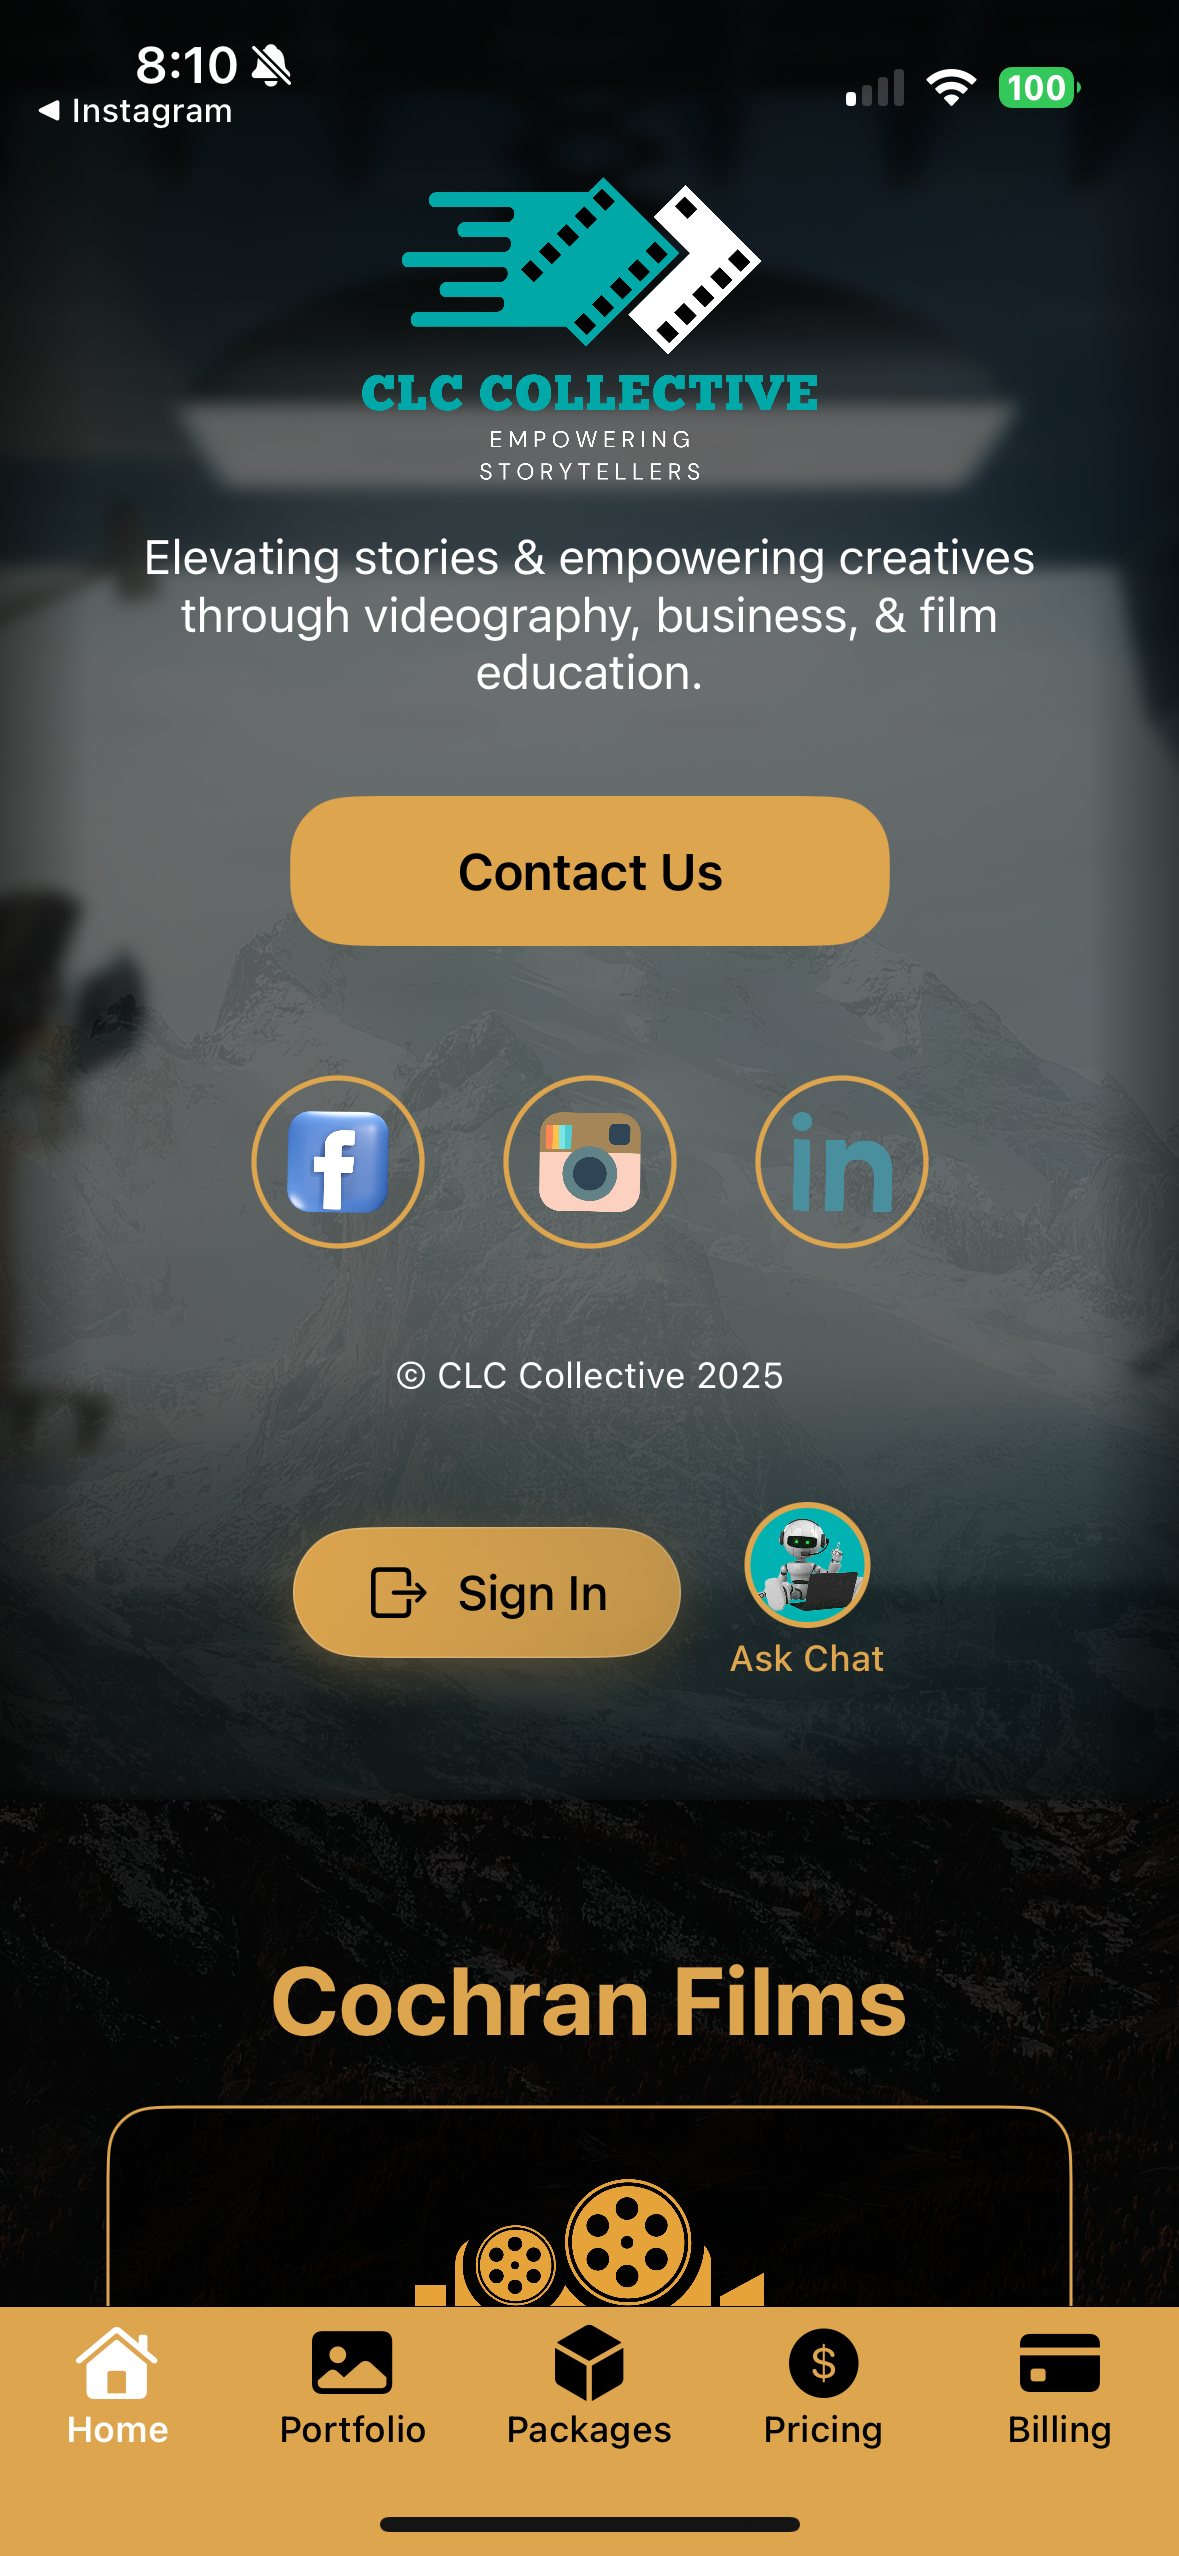 8:10
Instagram
100
CLC COLLECTIVE
EMPOWERING
STORYTELLERS
Elevating stories & empowering creatives
through videography, business, & film
education.
Contact Us
f
in
© CLC Collective 2025
Sign In
Ask Chat
Cochran Films
$
Home Portfolio Packages Pricing Billing